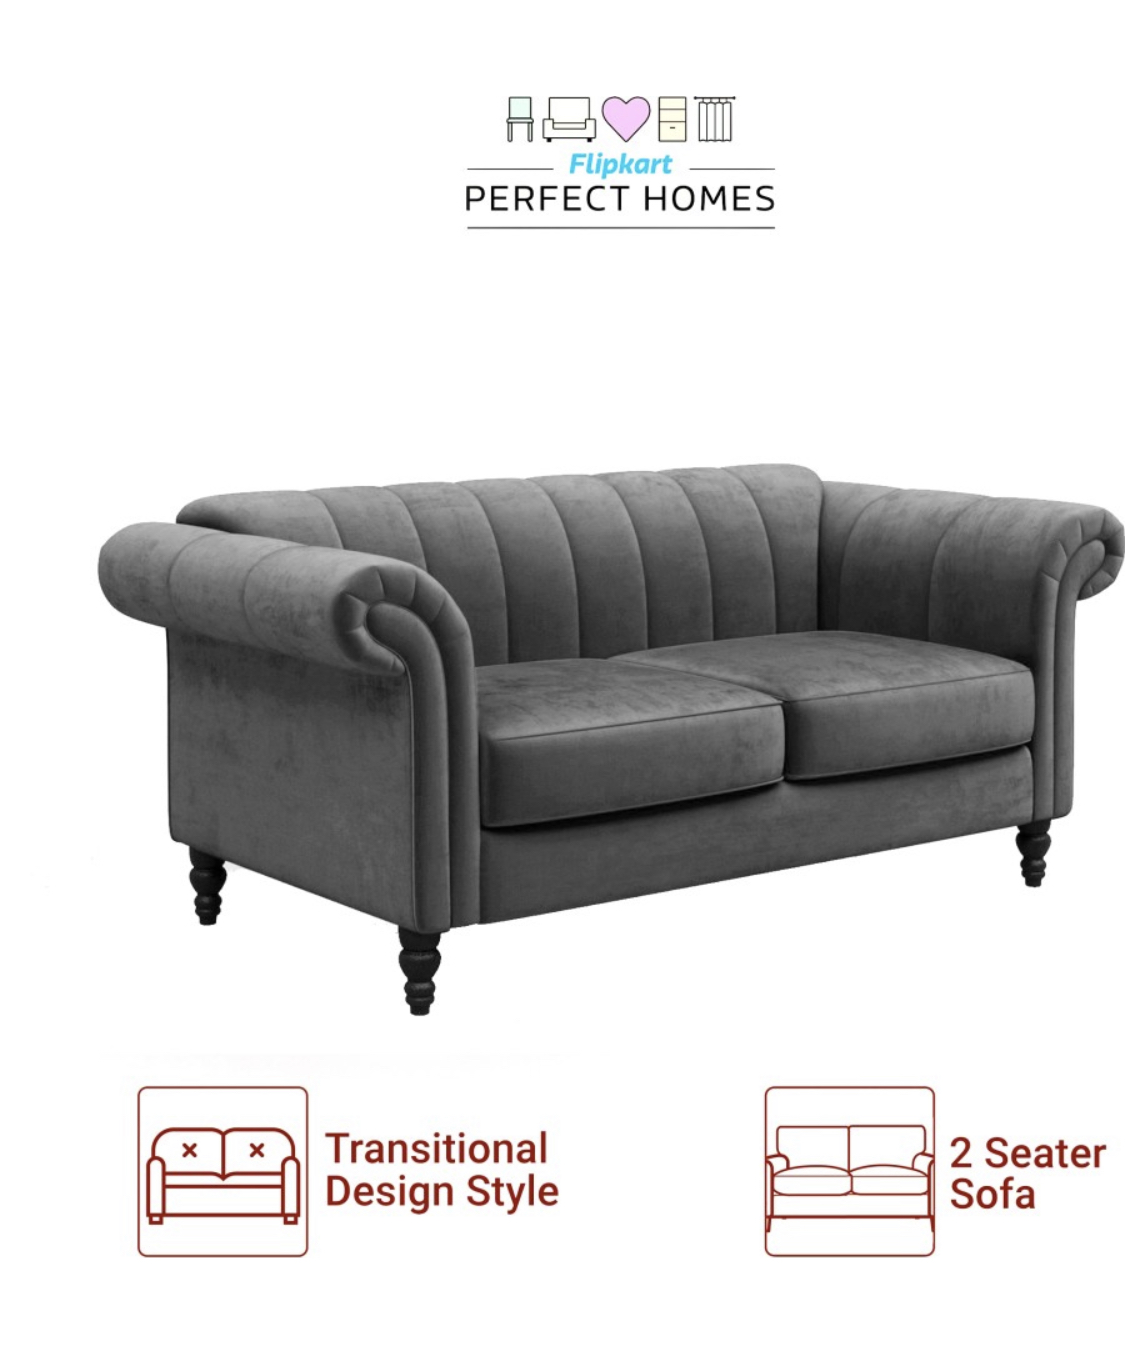 Flipkart
PERFECT HOMES
Transitional
Design Style
2 Seater
Sofa